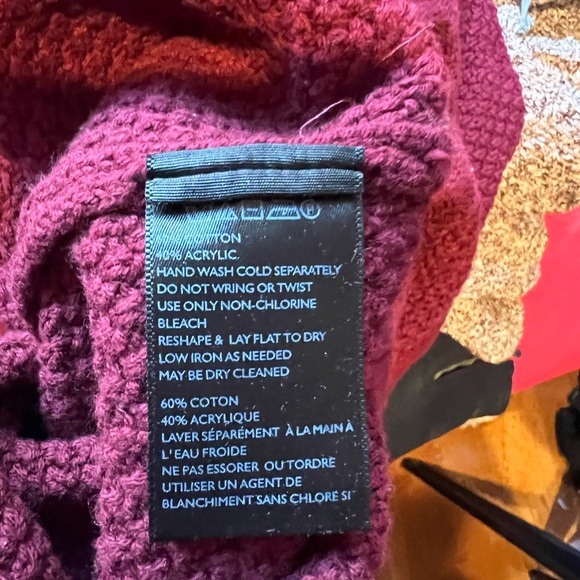 COTTON
40% ACRYLIC.
HAND WASH COLD SEPARATELY
DO NOT WRING OR TWIST
USE ONLY NON-CHLORINE
BLEACH
RESHAPE & LAY FLAT TO DRY
LOW IRON AS NEEDED
MAY BE DRY CLEANED
60% COTON
40% ACRYLIQUE
LAVER SÉPARÉMENT À LA MAIN À
L'EAU FROIDE
NE PAS ESSORER OU TORDRE
UTILISER UN AGENT DE
BLANCHIMENT SANS CHLORE SI